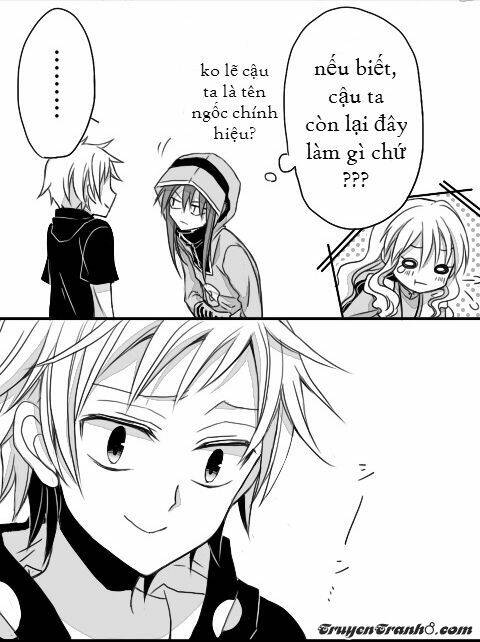 nếu biết,
cậu ta
còn lại đây
làm gì chứ
???
ko lẽ cậu
ta là tên
ngốc chính
hiệu?
.........
TruyenTranh8.com